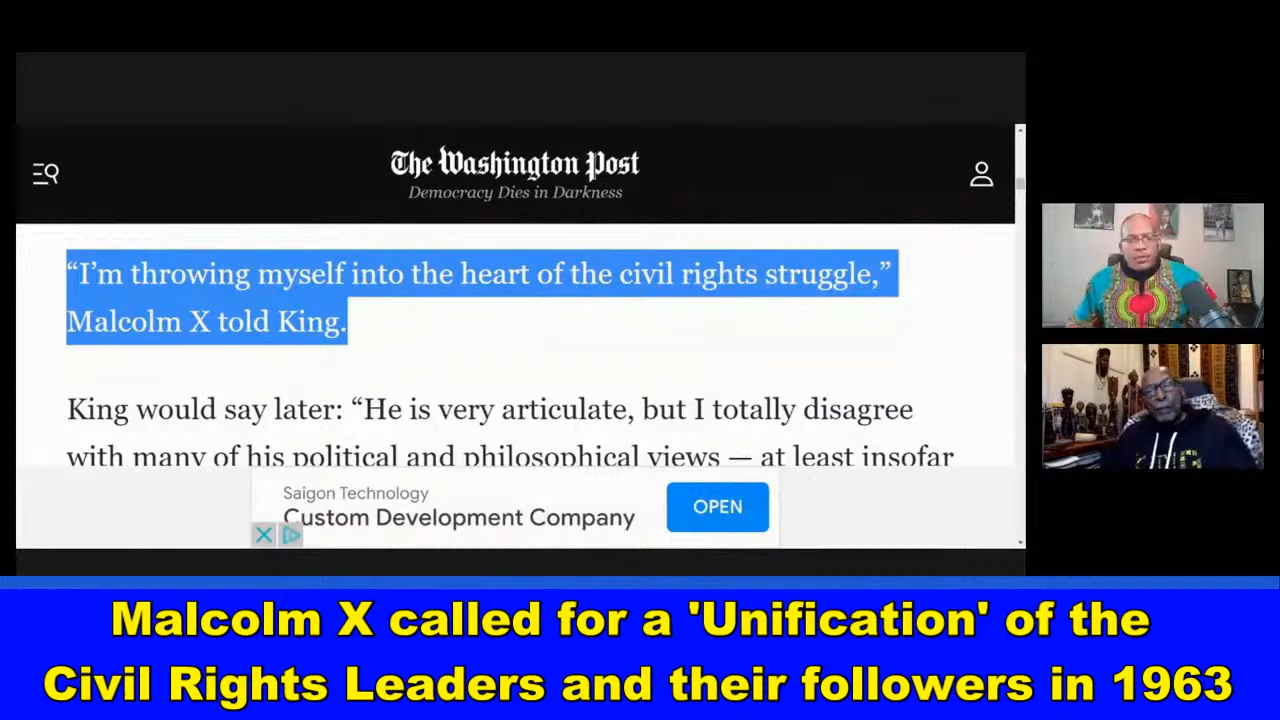 The Washington Post
Democracy Dies in Darkness
“I’m throwing myself into the heart of the civil rights struggle,”
Malcolm X told King.
King would say later: “He is very articulate, but I totally disagree
with many of his political and philosophical views — at least insofar
Saigon Technology
Custom Development Company
OPEN
Malcolm X called for a 'Unification' of the
Civil Rights Leaders and their followers in 1963